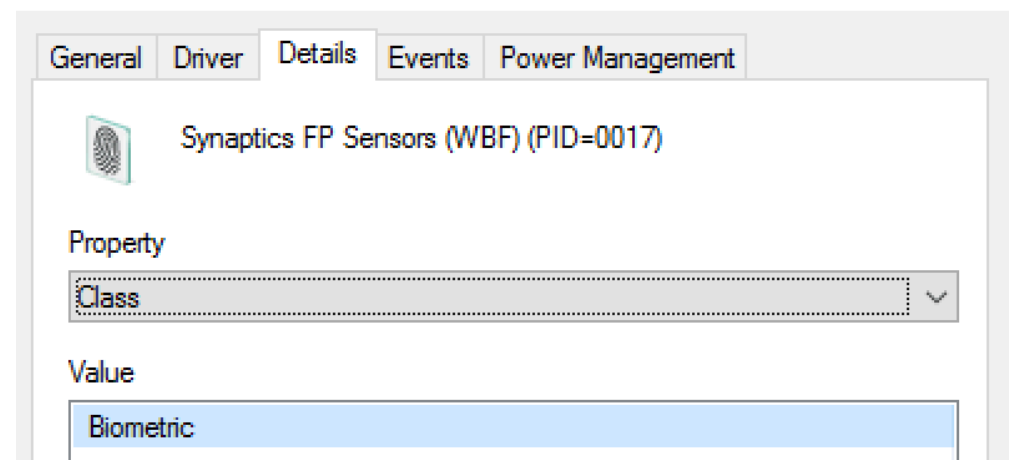 General Driver Details Events Power Management
Synaptics FP Sensors (WBF) (PID=0017)
Property
Class
Value
Biometric